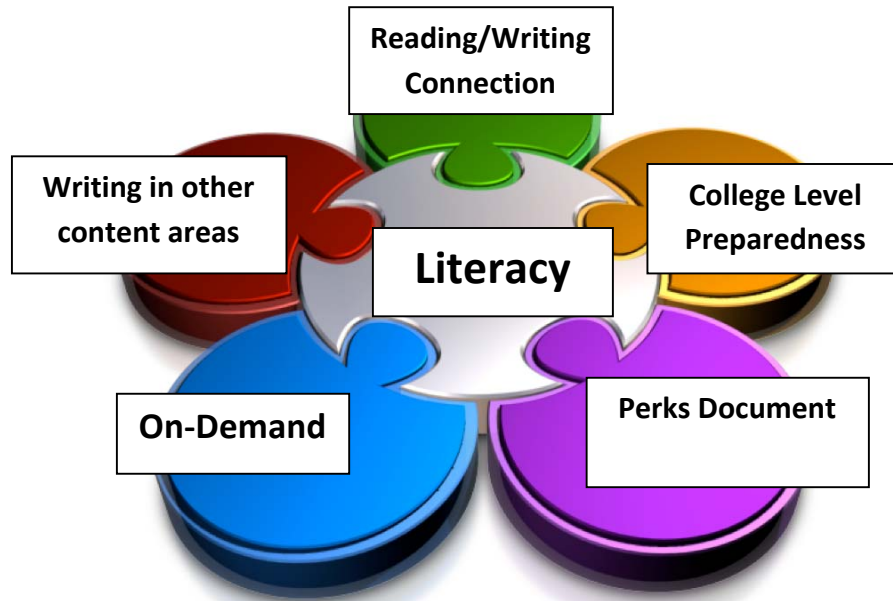 Reading/Writing
Connection
Writing in other
content areas
College Level
Preparedness
Literacy
On-Demand
Perks Document